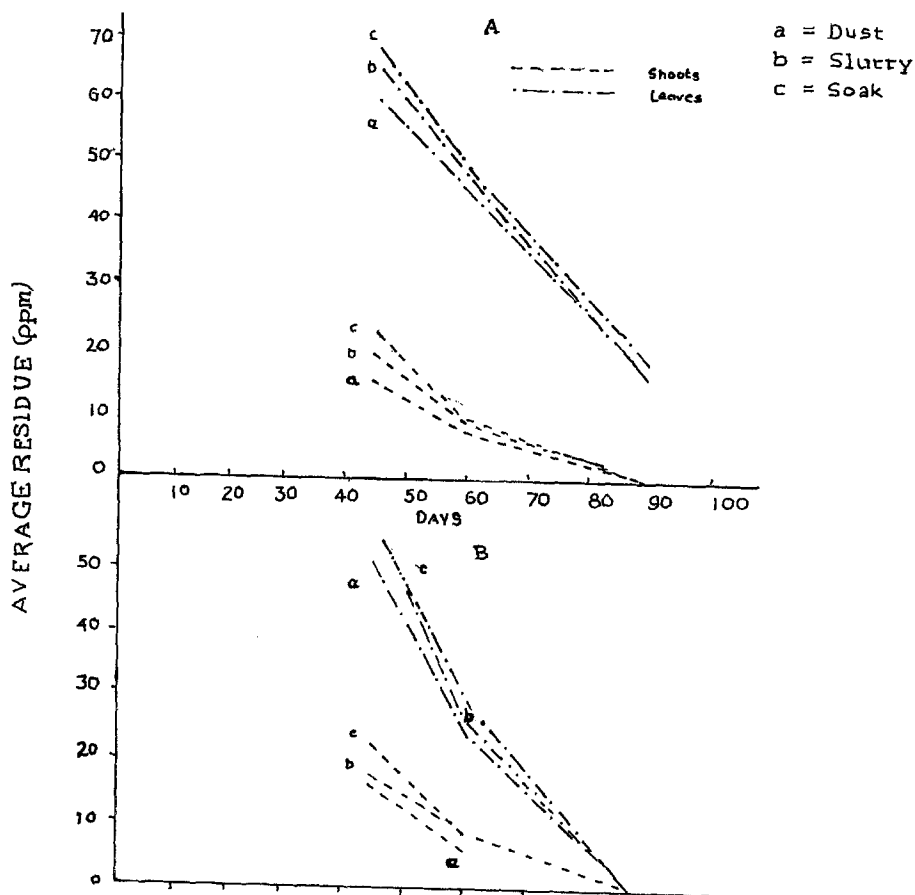 A
a = Dust
b = Slurry
c = Soak
Shoots
Leaves
AVERAGE RESIDUE (ppm)
70
60
50
40
30
20
10
0
c
b
a
c
b
a
10 20 30 40 50 60 70 80 90 100
DAYS
B
50
40
30
20
10
0
a
c
b
c
b
a